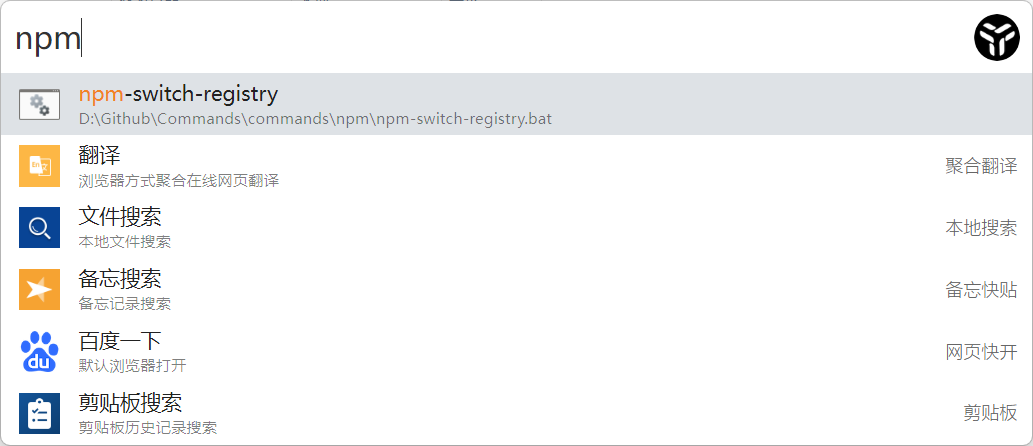 npm
npm-switch-registry
D:\Github\Commands\commands\npm\npm-switch-registry.bat
翻译
浏览器方式聚合在线网页翻译
聚合翻译
文件搜索
本地文件搜索
本地搜索
备忘搜索
备忘记录搜索
备忘快贴
百度一下
默认浏览器打开
网页快开
du
剪贴板搜索
剪贴板历史记录搜索
剪贴板